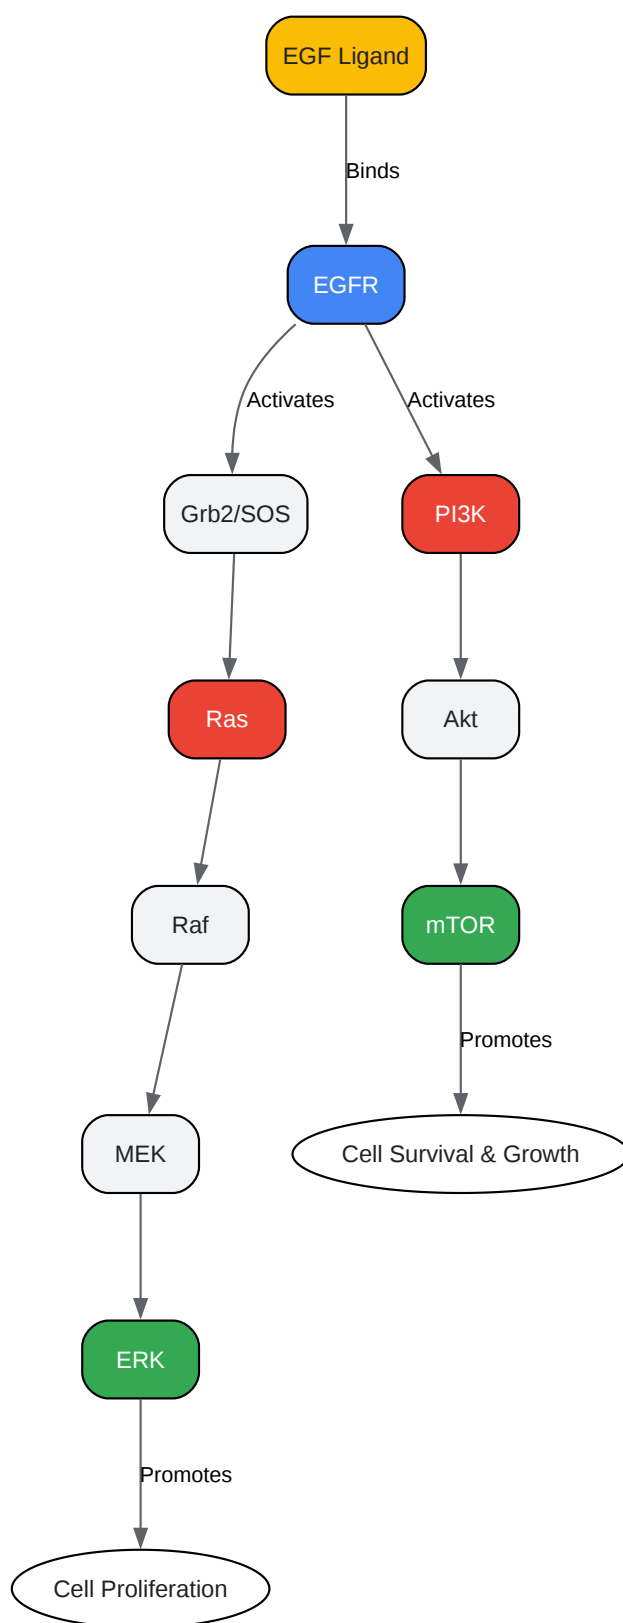 EGF Ligand
Binds
EGFR
Activates
Activates
Grb2/SOS
PI3K
Ras
Akt
Raf
mTOR
Promotes
MEK
Cell Survival & Growth
ERK
Promotes
Cell Proliferation